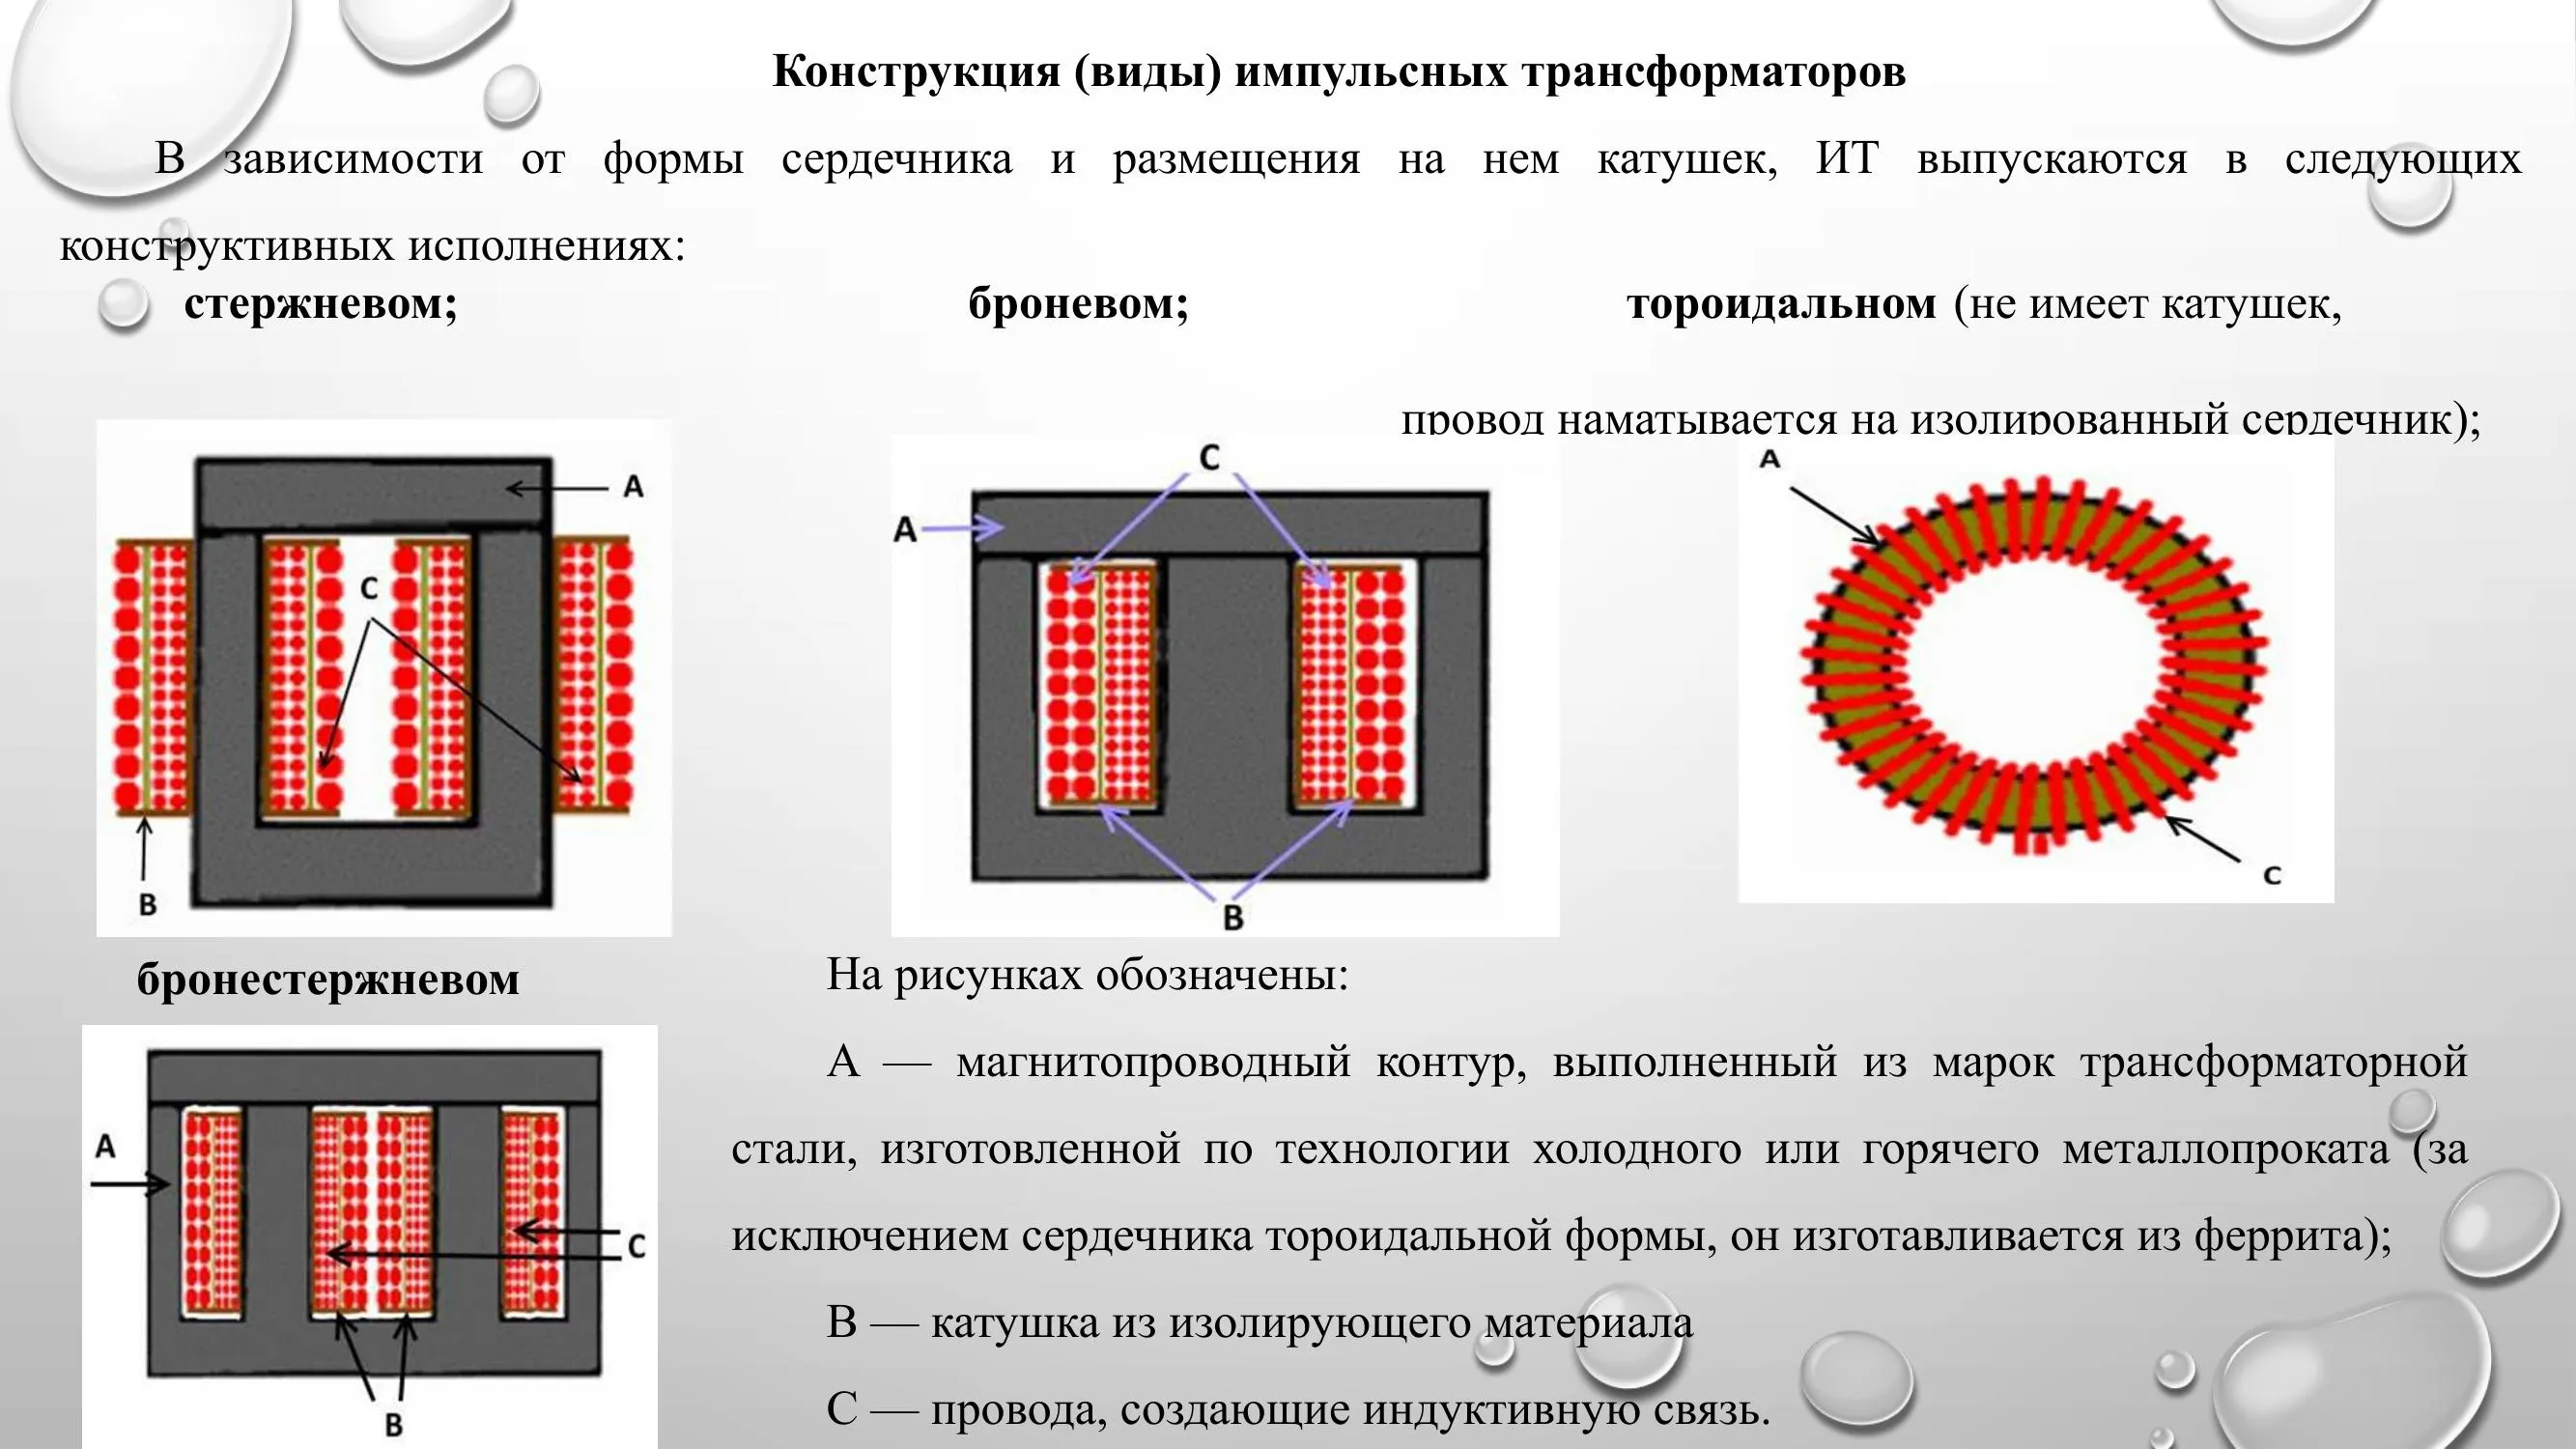 Конструкция (виды) импульсных трансформаторов
В зависимости от формы сердечника и размещения на нем катушек, ИТ выпускаются в следующих
конструктивных исполнениях:
стержневом;
броневом;
тороидальном (не имеет катушек,
провод наматывается на изолированный сердечник);
A
C
B
C
A
B
A
C
бронестержневом
A
C
B
На рисунках обозначены:
А — магнитопроводный контур, выполненный из марок трансформаторной
стали, изготовленной по технологии холодного или горячего металлопроката (за
исключением сердечника тороидальной формы, он изготавливается из феррита);
В — катушка из изолирующего материала
С — провода, создающие индуктивную связь.